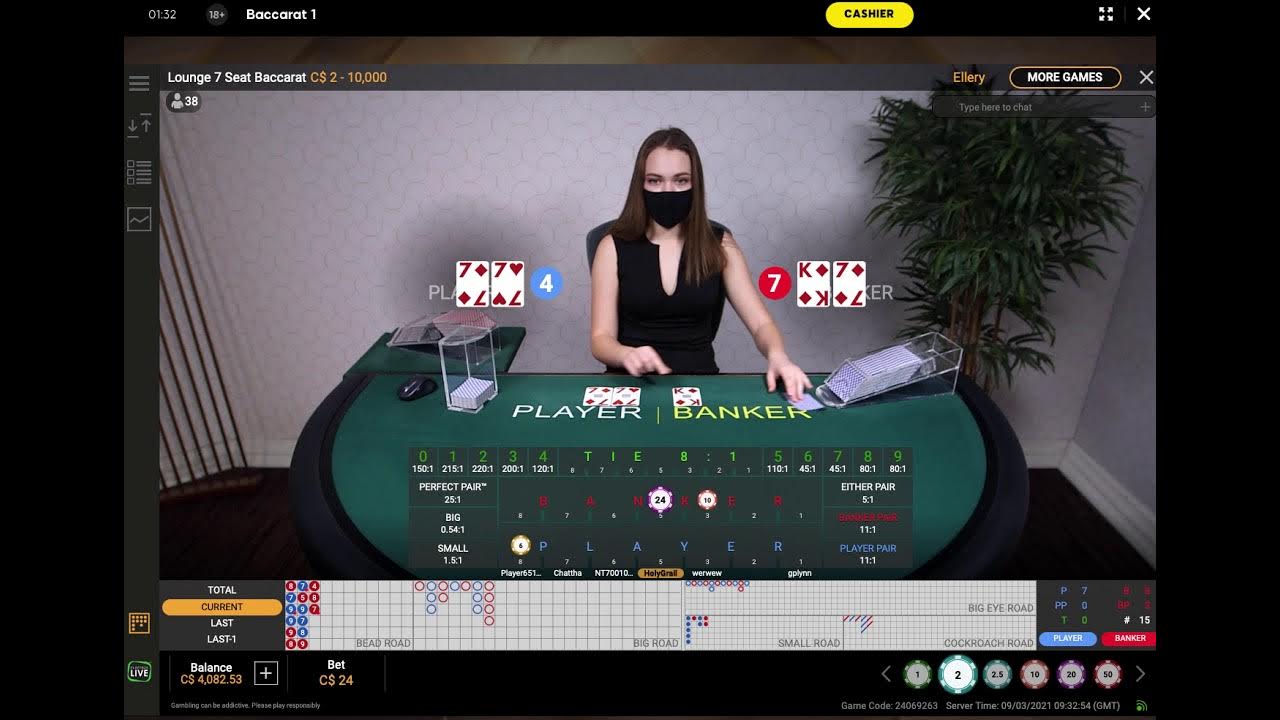 01:32 18+ Baccarat 1 CASHIER
Lounge 7 Seat Baccarat C$ 2 - 10,000 Ellery MORE GAMES
38 Type here to chat
7 7 4 7 K 7
PLAYER | BANKER
0 1 2 3 4 TIE 8:1 5 6 7 8 9
150:1 215:1 220:1 200:1 120:1 8 7 6 5 3 2 1 110:1 45:1 45:1 80:1 80:1
PERFECT PAIR™ EITHER PAIR
25:1 BANKER 24 10 5:1
BIG 8 7 6 5 3 2 1 BANKER PAIR
0.54:1 11:1
SMALL 6 PLAYER PLAYER PAIR
1.5:1 8 7 6 5 3 2 1 11:1
Player651... Chattha NT70010... HolyGrail werwew gplynn
TOTAL 8 7 4 P 7 B 8
CURRENT 7 5 8 BIG EYE ROAD PP 0 BP 2
LAST 9 9 7 T 0 # 15
LAST-1 9 8
8 9 BEAD ROAD BIG ROAD SMALL ROAD COCKROACH ROAD PLAYER BANKER
LIVE Balance Bet
C$ 4,082.53 C$ 24 1 2 2.5 10 20 50
Gambling can be addictive. Please play responsibly Game Code: 24069263 Server Time: 09/03/2021 09:32:54 (GMT)